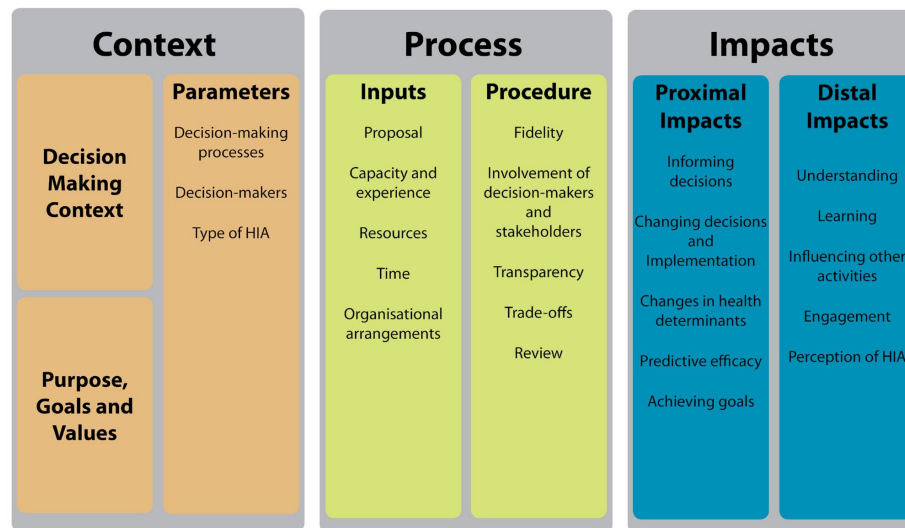 Context
Decision
Making
Context
Purpose,
Goals and
Values
Parameters
Decision-making
processes
Decision-makers
Type of HIA
Process
Inputs
Proposal
Capacity and
experience
Resources
Time
Organisational
arrangements
Procedure
Fidelity
Involvement of
decision-makers
and
stakeholders
Transparency
Trade-offs
Review
Impacts
Proximal
Impacts
Informing
decisions
Changing decisions
and
Implementation
Changes in health
determinants
Predictive efficacy
Achieving goals
Distal
Impacts
Understanding
Learning
Influencing other
activities
Engagement
Perception of HIA